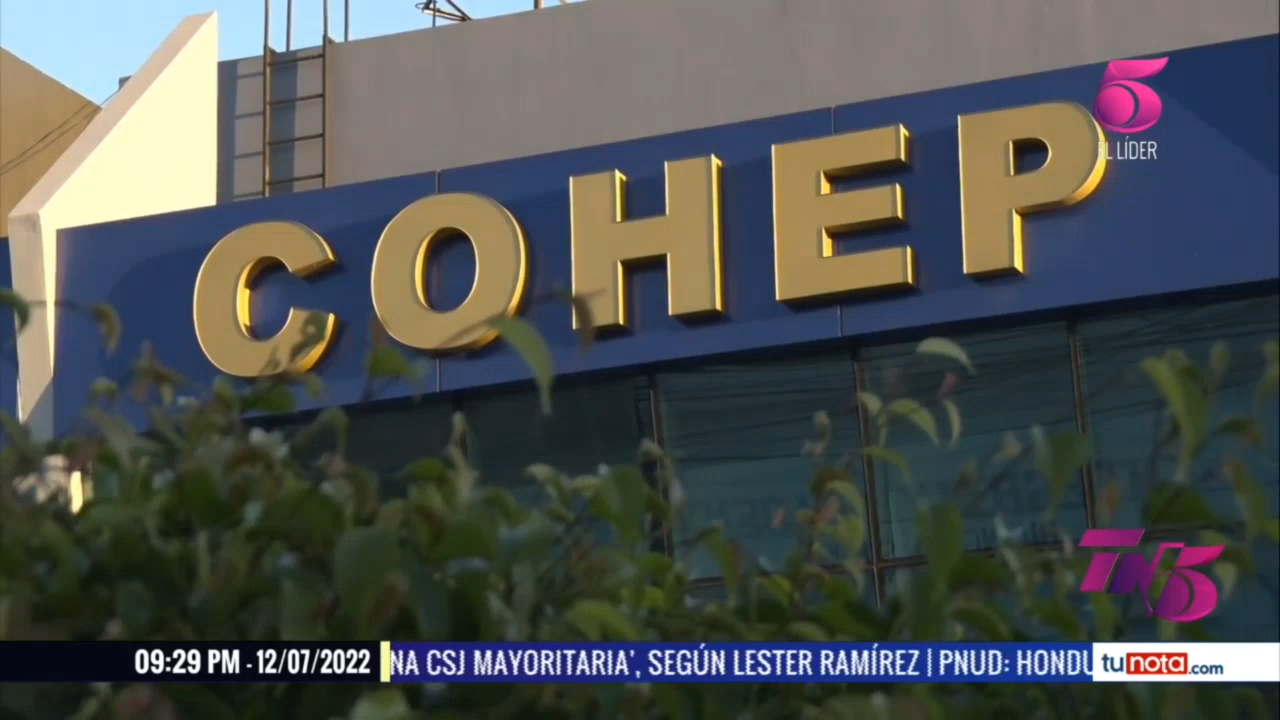 COHEP
5
EL LÍDER
TN5
09:29 PM - 12/07/2022
NA CSJ MAYORITARIA', SEGÚN LESTER RAMÍREZ | PNUD: HONDU
tunota.com